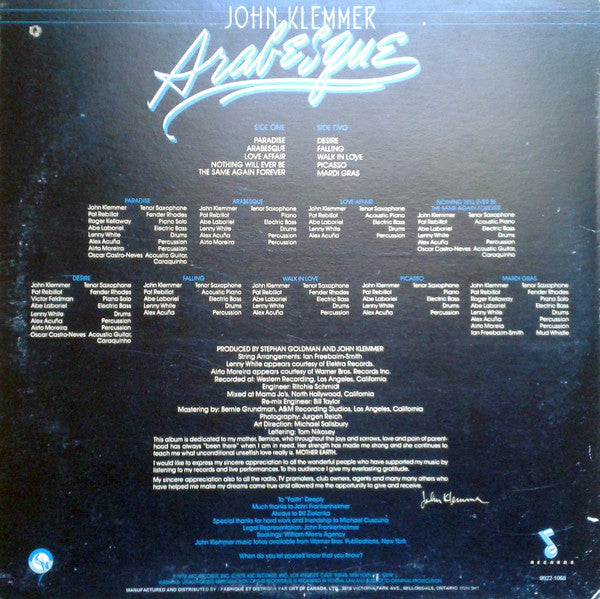 JOHN KLEMMER
Arabesque
SIDE ONE
PARADISE
ARABESQUE
LOVE AFFAIR
NOTHING WILL EVER BE
THE SAME AGAIN FOREVER
SIDE TWO
DESIRE
FALLING
WALK IN LOVE
PICASSO
MARDI GRAS
PARADISE
John Klemmer Tenor Saxophone
Pat Rebillot Fender Rhodes
Roger Kellaway Piano Solo
Abe Laboriel Electric Bass
Lenny White Drums
Alex Acuña Percussion
Airto Moreira Percussion
Oscar Castro-Neves Acoustic Guitar,
Caraquinho
ARABESQUE
John Klemmer Tenor Saxophone
Pat Rebillot Piano
Abe Laboriel Electric Bass
Lenny White Drums
Alex Acuña Percussion
Airto Moreira Percussion
LOVE AFFAIR
John Klemmer Tenor Saxophone
Pat Rebillot Acoustic Piano
Abe Laboriel Electric Bass
Lenny White Drums
Alex Acuña Percussion
NOTHING WILL EVER BE
THE SAME AGAIN FOREVER
John Klemmer Tenor Saxophone
Pat Rebillot Acoustic Piano
Abe Laboriel Electric Bass
Lenny White Drums
Alex Acuña Percussion
Oscar Castro-Neves Acoustic Guitar,
Caraquinho
DESIRE
John Klemmer Tenor Saxophone
Pat Rebillot Fender Rhodes
Victor Feldman Piano Solo
Abe Laboriel Electric Bass
Lenny White Drums
Alex Acuña Percussion
Airto Moreira Percussion
Oscar Castro-Neves Acoustic Guitar,
Caraquinho
FALLING
John Klemmer Tenor Saxophone
Pat Rebillot Acoustic Piano
Abe Laboriel Electric Bass
Lenny White Drums
Alex Acuña Percussion
WALK IN LOVE
John Klemmer Tenor Saxophone
Pat Rebillot Fender Rhodes
Abe Laboriel Electric Bass
Lenny White Drums
Alex Acuña Percussion
PICASSO
John Klemmer Tenor Saxophone
Pat Rebillot Piano
Abe Laboriel Electric Bass
Lenny White Drums
Alex Acuña Percussion
MARDI GRAS
John Klemmer Tenor Saxophone
Pat Rebillot Fender Rhodes
Roger Kellaway Piano Solo
Abe Laboriel Electric Bass
Lenny White Drums
Alex Acuña Percussion
Airto Moreira Percussion
Ian Freebairn-Smith Mud Whistle
PRODUCED BY STEPHAN GOLDMAN AND JOHN KLEMMER
String Arrangements: Ian Freebairn-Smith
Lenny White appears courtesy of Elektra Records.
Airto Moreira appears courtesy of Warner Bros. Records Inc.
Recorded at: Western Recording, Los Angeles, California
Engineer: Ritchie Schmidt
Mixed at Mama Jo's, North Hollywood, California
Re-mix Engineer: Bill Taylor
Mastering by: Bernie Grundman, A&M Recording Studios, Los Angeles, California
Photography: Jurgen Reich
Art Direction: Michael Salisbury
Lettering: Tom Nikosey
This album is dedicated to my mother, Bernice, who throughout the joys and sorrows, love and pain of parent-
hood has always "been there" when I am in need. Her strength has made me strong and she continues to
teach me what unconditional unselfish love really is. MOTHER EARTH.
I would like to express my sincere appreciation to all the wonderful people who have supported my music by
listening to my records and live performances. To this audience I give my everlasting gratitude.
My sincere appreciation also to all the radio, TV promoters, club owners, agents and many many others who
have helped me make my dreams come true and allowed me the opportunity to give and receive.
John Klemmer
To "Faith" Deeply
Much thanks to John Frankenheimer
Always to Bill Zielanka
Special thanks for hard work and friendship to Michael Cuscuna
Legal Representation: John Frankenheimer
Bookings: William Morris Agency
John Klemmer music folios available from Warner Bros. Publications, New York
When do you let yourself know that you Know?
MANUFACTURED AND DISTRIBUTED BY / FABRIQUÉ ET DISTRIBUÉ PAR GRT OF CANADA, LTD.
RECORDS
9022-1068